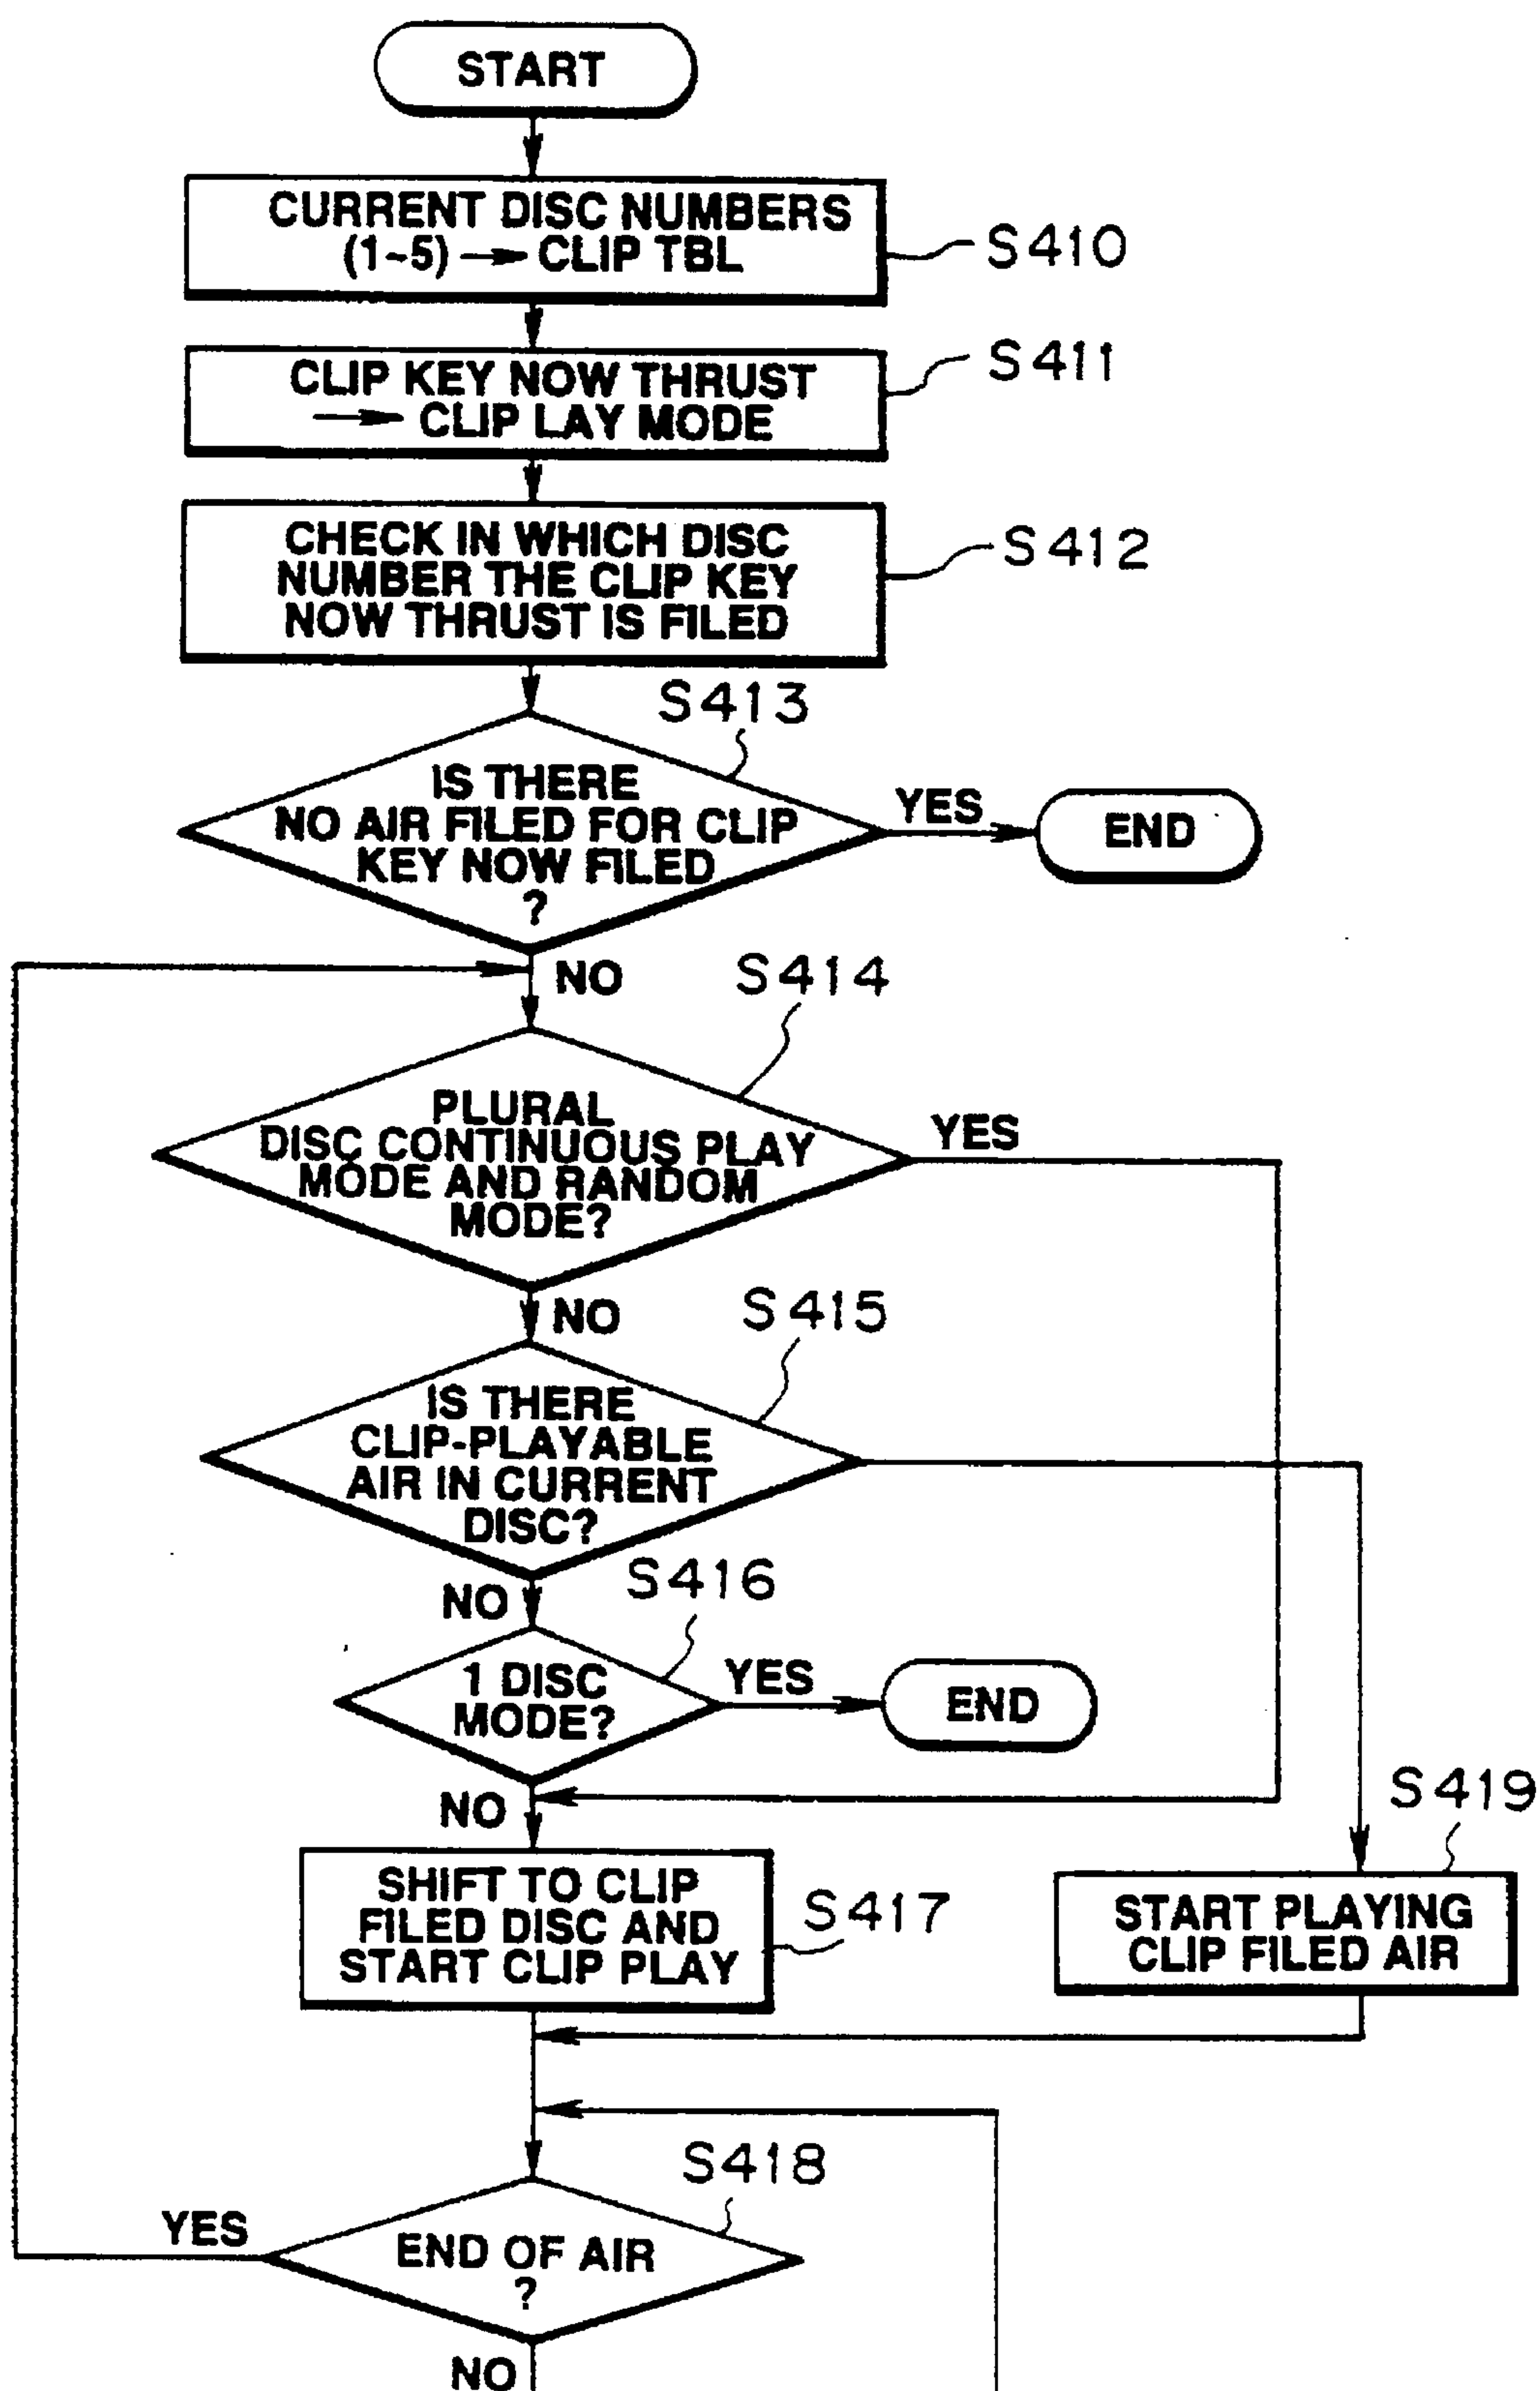 START
CURRENT DISC NUMBERS
(1~5) → CLIP TBL
S410
CLIP KEY NOW THRUST
→ CLIP LAY MODE
S411
CHECK IN WHICH DISC
NUMBER THE CLIP KEY
NOW THRUST IS FILED
S412
S413
IS THERE
NO AIR FILED FOR CLIP
KEY NOW FILED
?
YES
END
NO
S414
PLURAL
DISC CONTINUOUS PLAY
MODE AND RANDOM
MODE?
YES
NO
S415
IS THERE
CLIP-PLAYABLE
AIR IN CURRENT
DISC?
NO
S416
1 DISC
MODE?
YES
END
NO
SHIFT TO CLIP
FILED DISC AND
START CLIP PLAY
S417
S419
START PLAYING
CLIP FILED AIR
S418
YES
END OF AIR
?
NO